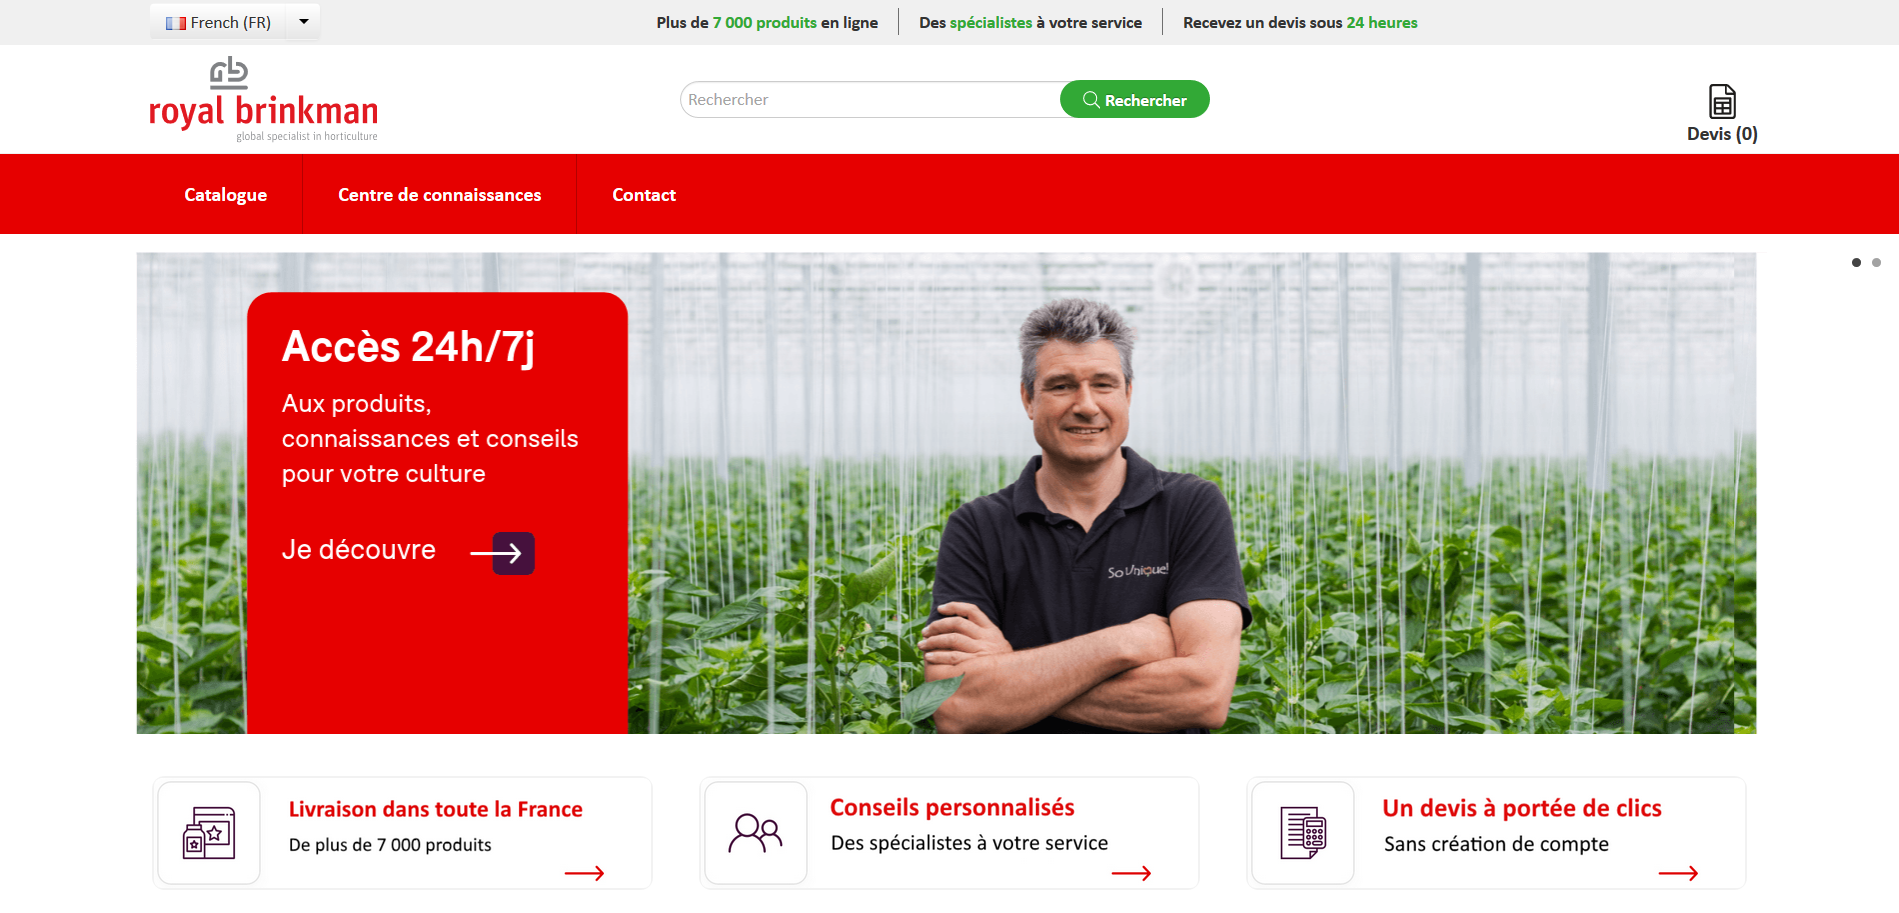 French (FR)
Plus de 7 000 produits en ligne
Des spécialistes à votre service
Recevez un devis sous 24 heures
royal brinkman
global specialist in horticulture
Rechercher
Rechercher
Devis (0)
Catalogue
Centre de connaissances
Contact
Accès 24h/7j
Aux produits,
connaissances et conseils
pour votre culture
Je découvre
So Unique!
Livraison dans toute la France
De plus de 7 000 produits
Conseils personnalisés
Des spécialistes à votre service
Un devis à portée de clics
Sans création de compte